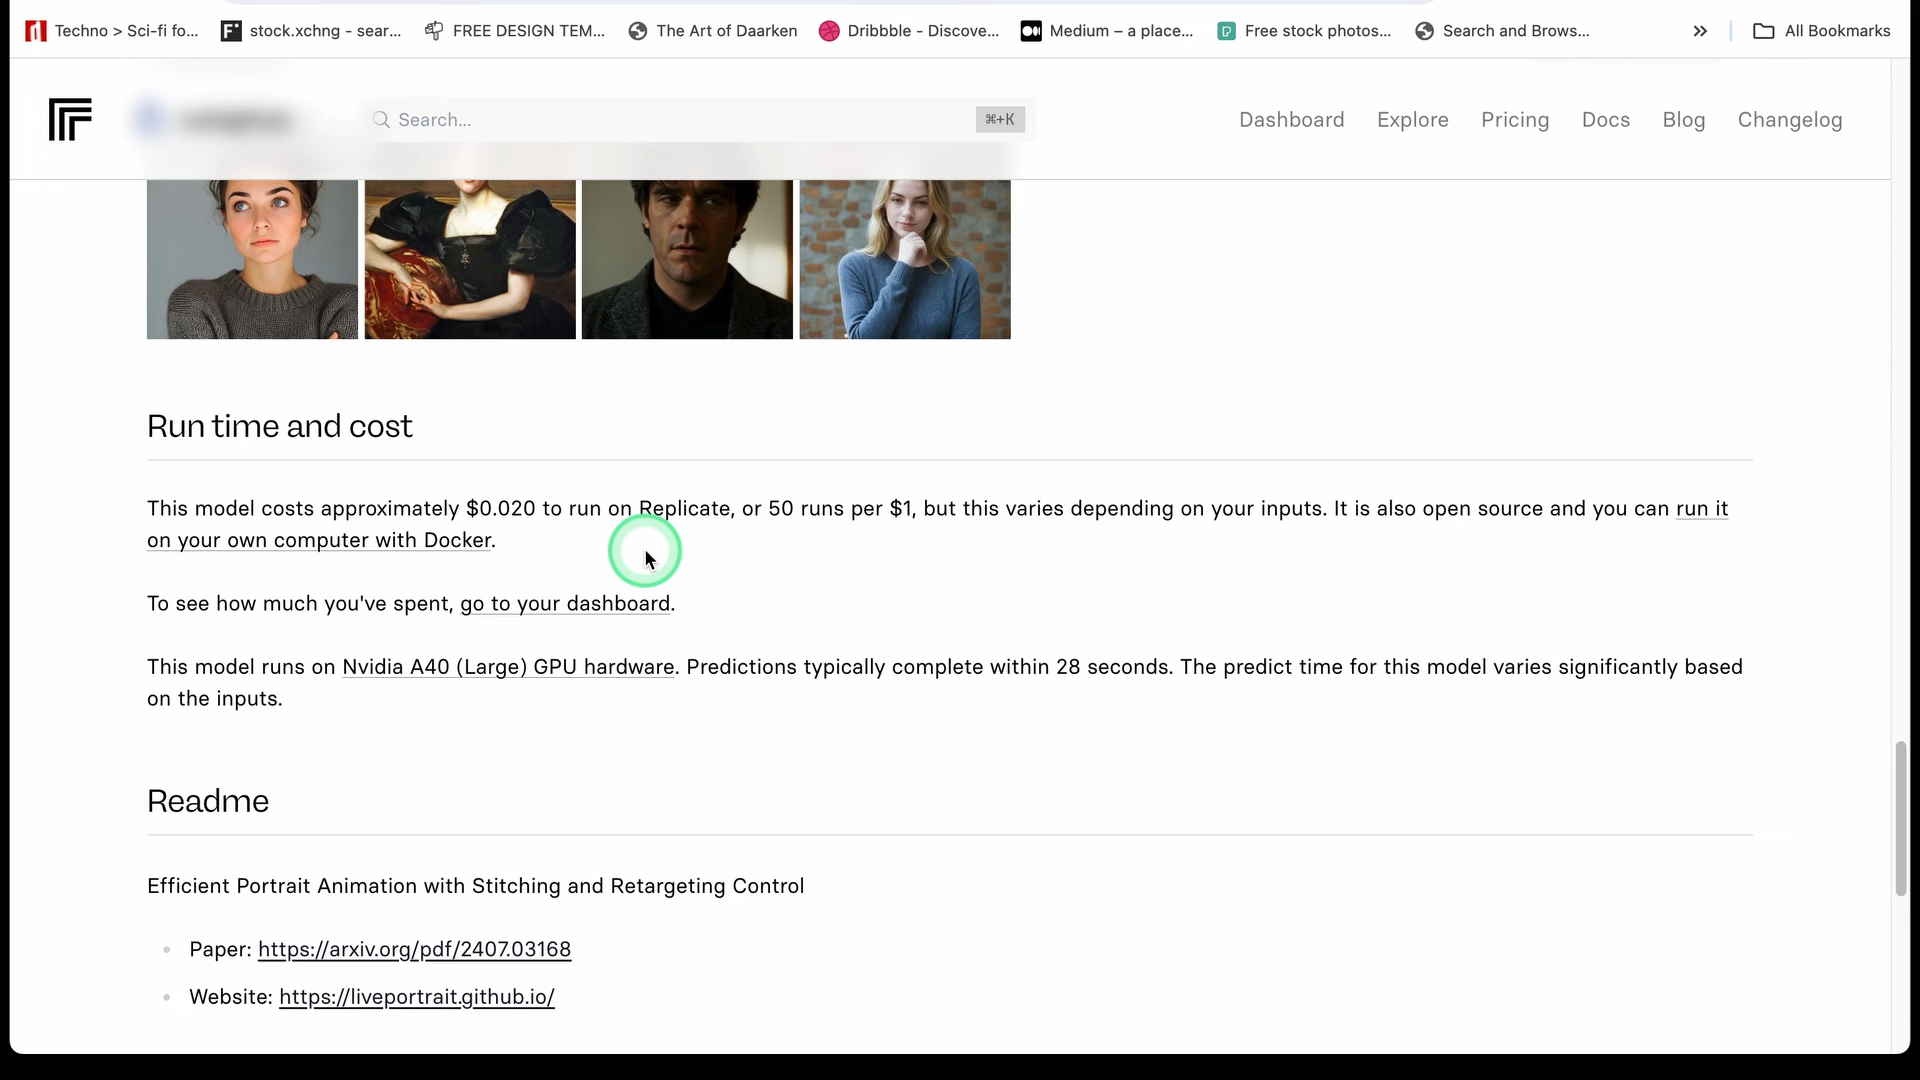 Techno > Sci-fi fo... stock.xchng - sear... FREE DESIGN TEM... The Art of Daarken Dribbble - Discove... Medium – a place... Free stock photos... Search and Brows... All Bookmarks
Search... ⌘+K Dashboard Explore Pricing Docs Blog Changelog
Run time and cost
This model costs approximately $0.020 to run on Replicate, or 50 runs per $1, but this varies depending on your inputs. It is also open source and you can run it
on your own computer with Docker.
To see how much you've spent, go to your dashboard.
This model runs on Nvidia A40 (Large) GPU hardware. Predictions typically complete within 28 seconds. The predict time for this model varies significantly based
on the inputs.
Readme
Efficient Portrait Animation with Stitching and Retargeting Control
Paper: https://arxiv.org/pdf/2407.03168
Website: https://liveportrait.github.io/